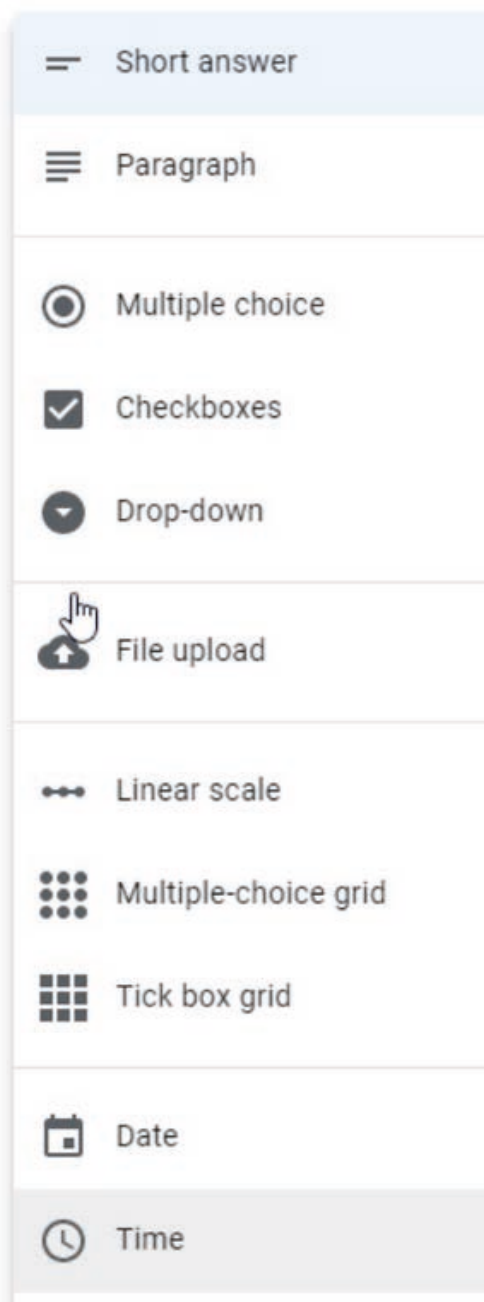 Short answer
Paragraph
Multiple choice
Checkboxes
Drop-down
File upload
Linear scale
Multiple-choice grid
Tick box grid
Date
Time